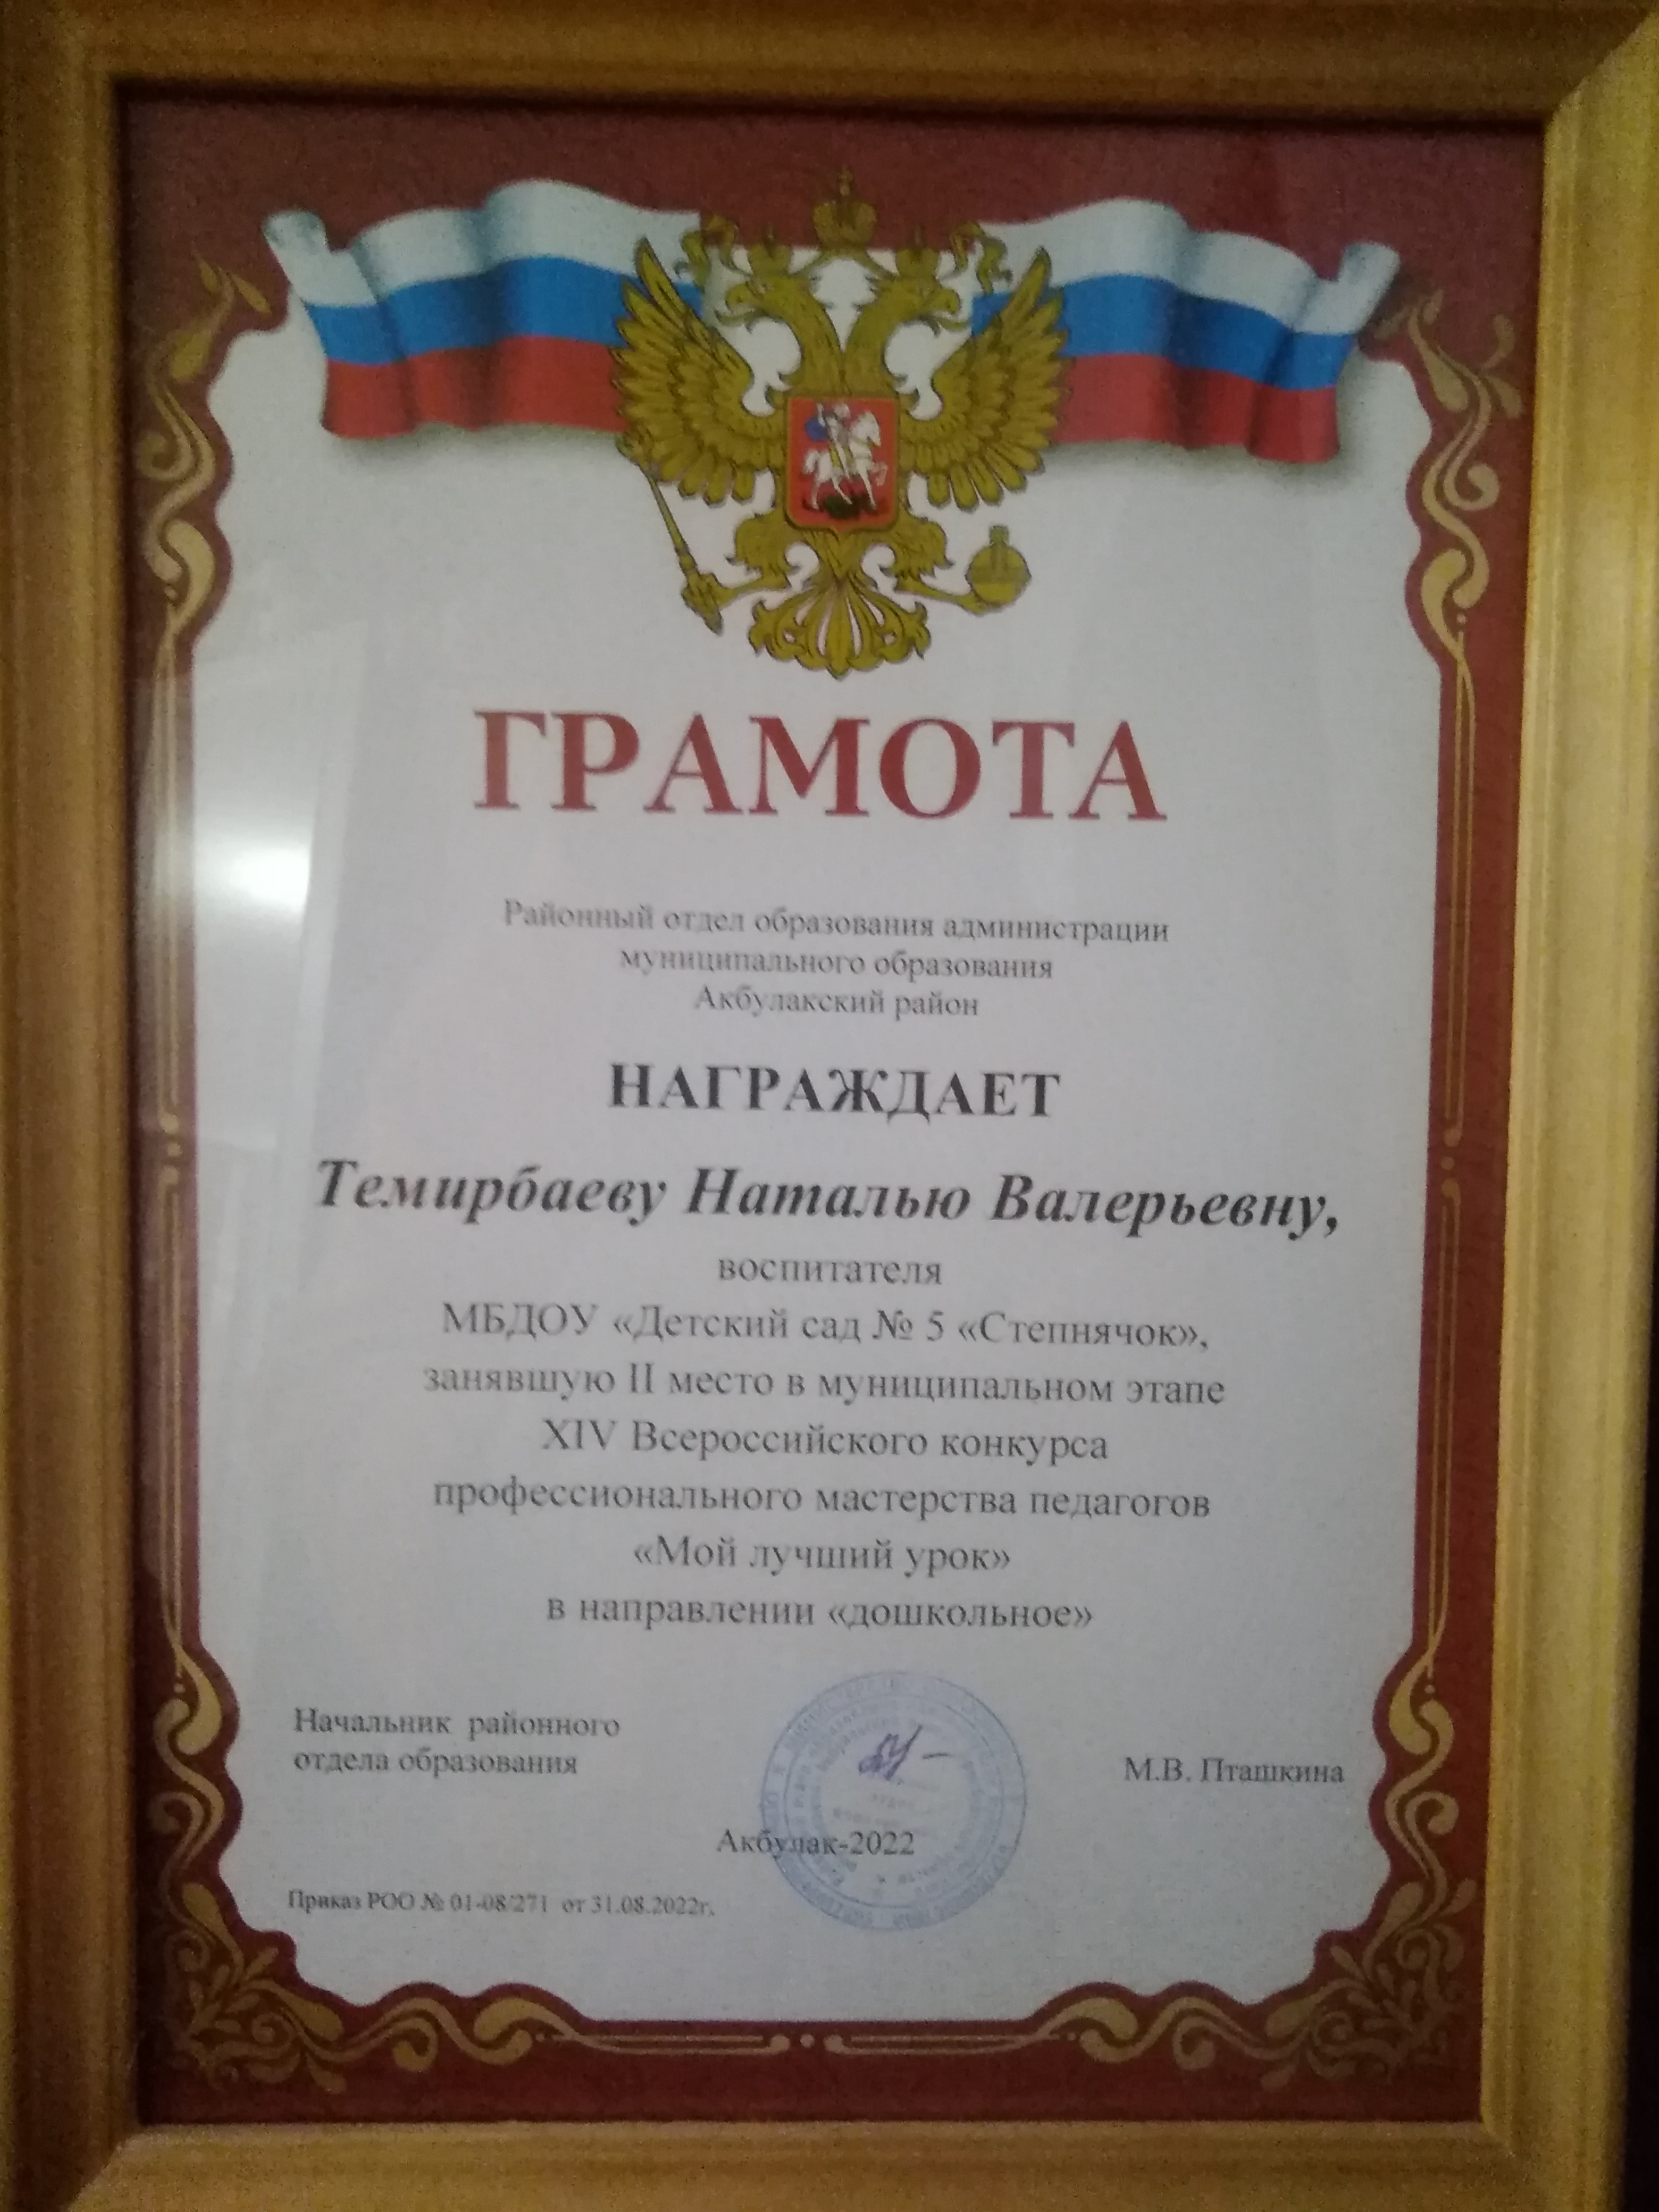 ГРАМОТА
Районный отдел образования администрации
муниципального образования
Акбулакский район
НАГРАЖДАЕТ
Темирбаеву Наталью Валерьевну,
воспитателя
МБДОУ «Детский сад № 5 «Степнячок»,
занявшую II место в муниципальном этапе
XIV Всероссийского конкурса
профессионального мастерства педагогов
«Мой лучший урок»
в направлении «дошкольное»
Начальник районного
отдела образования
М.В. Пташкина
Акбулак-2022
Приказ РОО № 01-08/271 от 31.08.2022г.